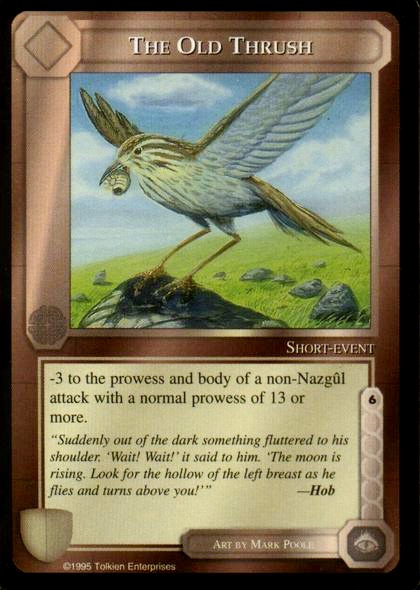 THE OLD THRUSH
SHORT-EVENT
-3 to the prowess and body of a non-Nazgûl
attack with a normal prowess of 13 or
more.
6
“Suddenly out of the dark something fluttered to his
shoulder. ‘Wait! Wait!’ it said to him. ‘The moon is
rising. Look for the hollow of the left breast as he
flies and turns above you!’” —Hob
ART BY MARK POOLE
©1995 Tolkien Enterprises